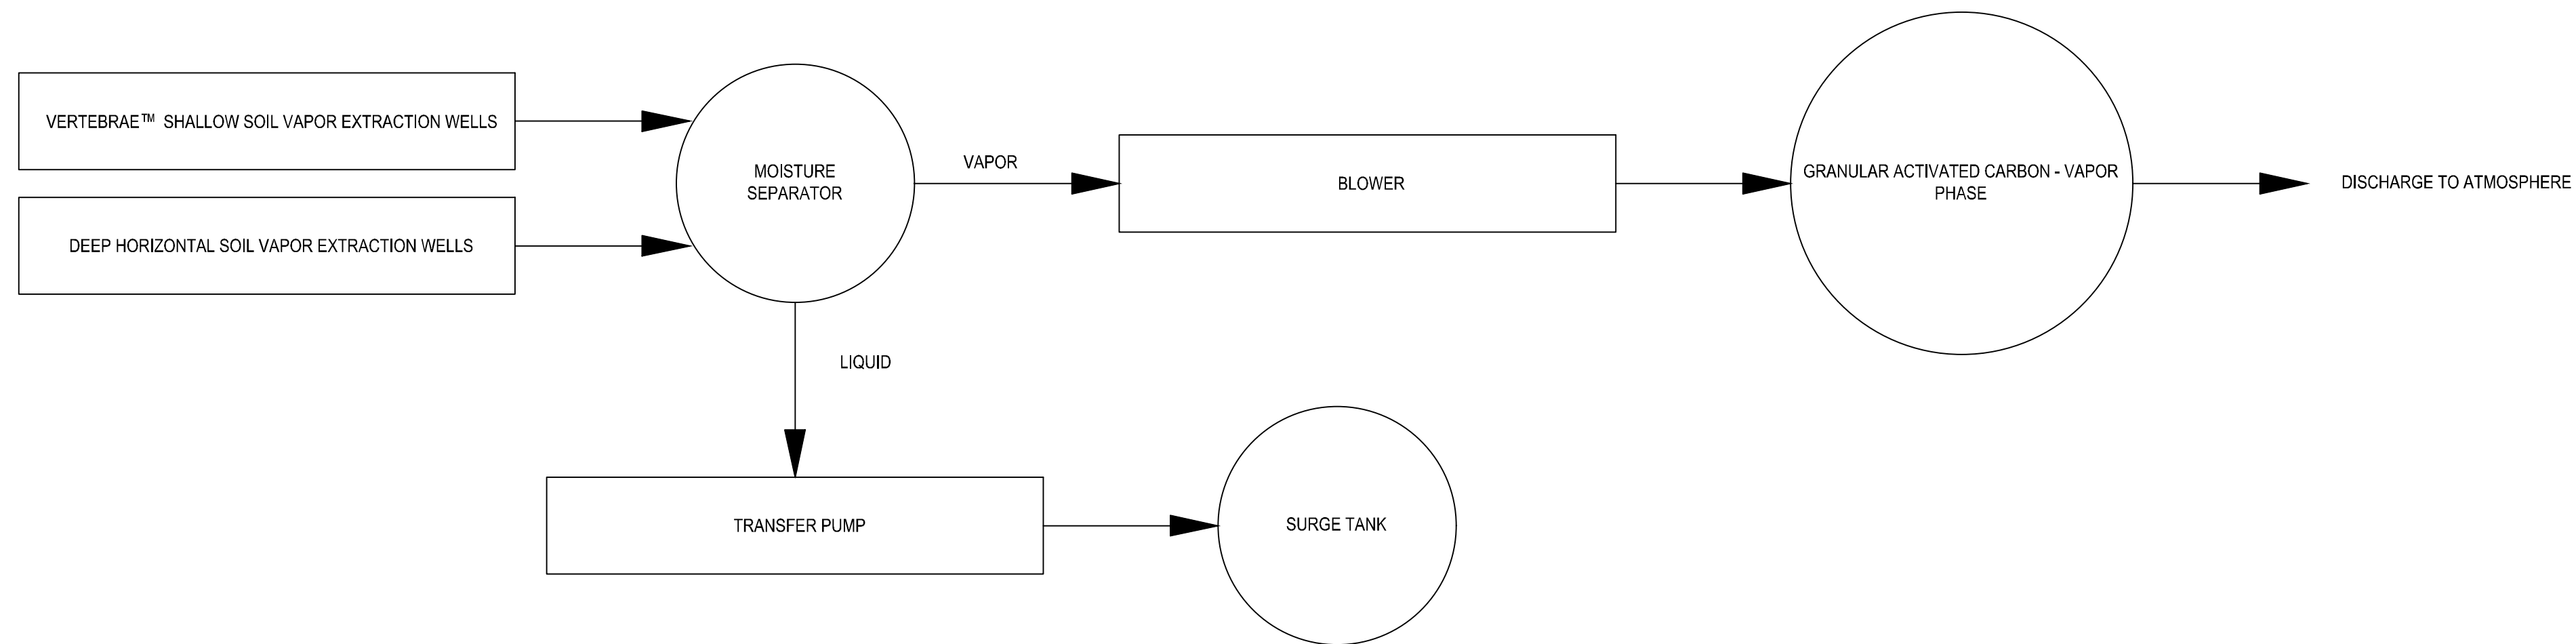 VERTEBRAE™ SHALLOW SOIL VAPOR EXTRACTION WELLS
DEEP HORIZONTAL SOIL VAPOR EXTRACTION WELLS
MOISTURE
SEPARATOR
VAPOR
BLOWER
GRANULAR ACTIVATED CARBON - VAPOR
PHASE
DISCHARGE TO ATMOSPHERE
LIQUID
TRANSFER PUMP
SURGE TANK